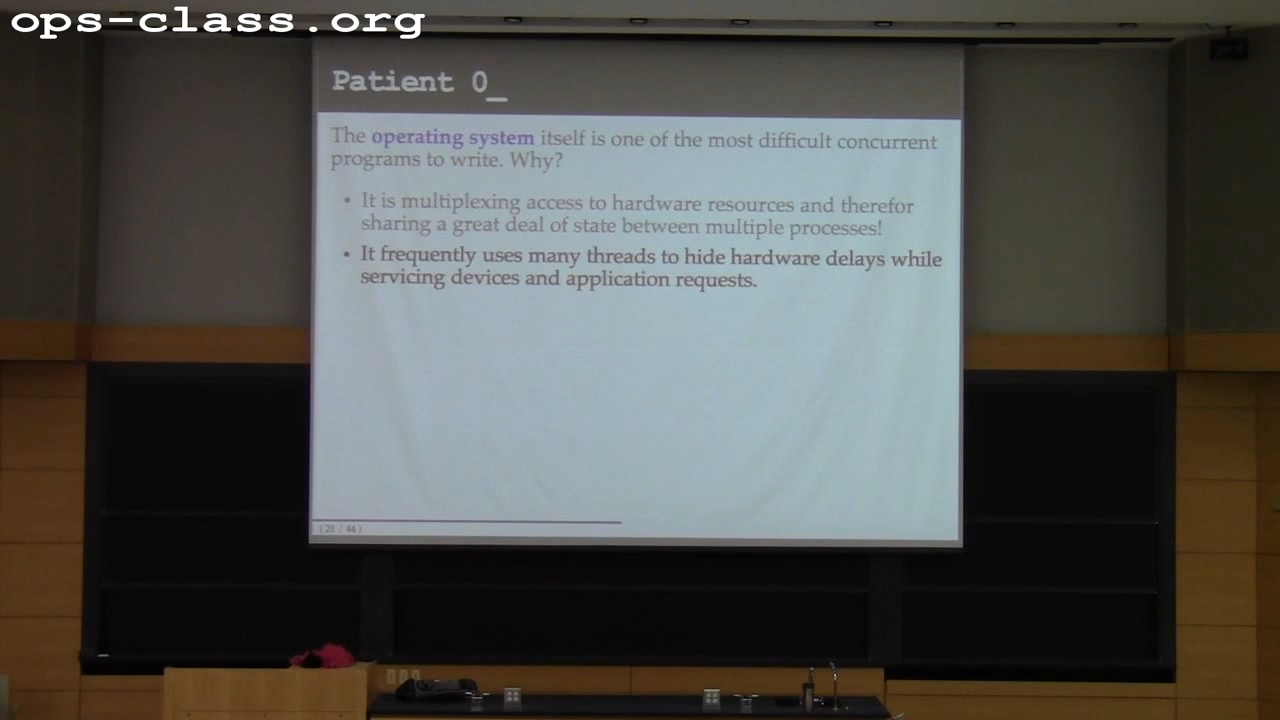 ops-class.org
Patient 0_
The operating system itself is one of the most difficult concurrent
programs to write. Why?
• It is multiplexing access to hardware resources and therefor
sharing a great deal of state between multiple processes!
• It frequently uses many threads to hide hardware delays while
servicing devices and application requests.
( 25 / 44 )